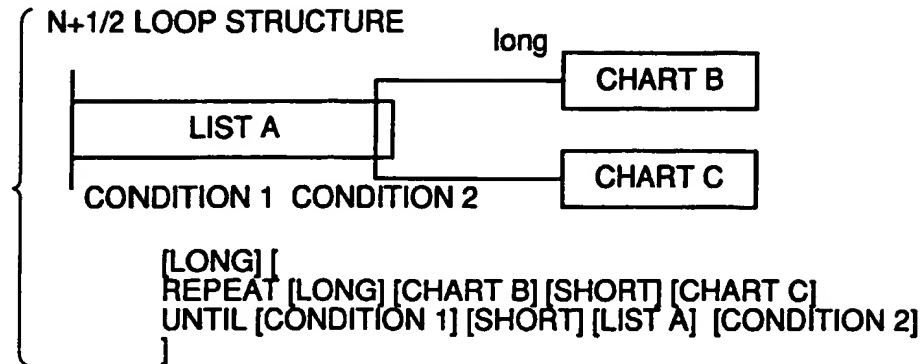 N+1/2 LOOP STRUCTURE
long
CHART B
LIST A
CHART C
CONDITION 1 CONDITION 2
[LONG] [
REPEAT [LONG] [CHART B] [SHORT] [CHART C]
UNTIL [CONDITION 1] [SHORT] [LIST A] [CONDITION 2]
]